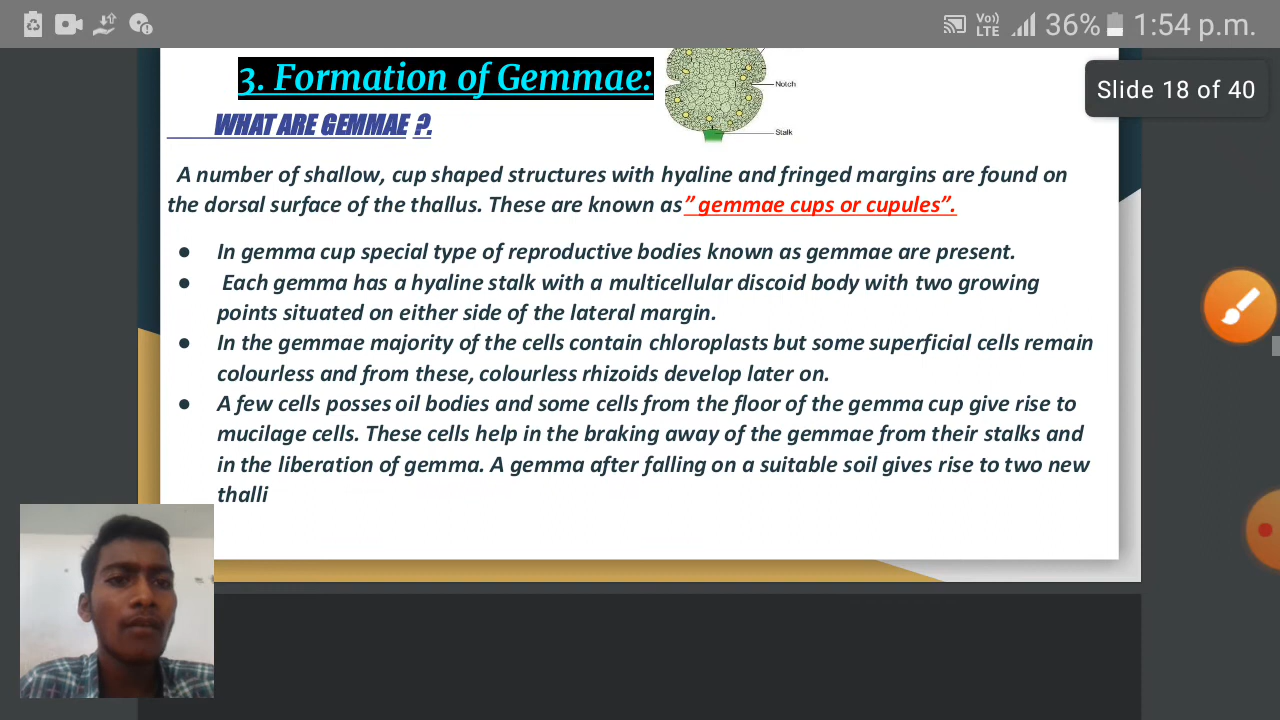 Vo)) LTE 36% 1:54 p.m.
3. Formation of Gemmae:
Slide 18 of 40
Notch
WHAT ARE GEMMAE ?.
Stalk
A number of shallow, cup shaped structures with hyaline and fringed margins are found on
the dorsal surface of the thallus. These are known as” gemmae cups or cupules”.
● In gemma cup special type of reproductive bodies known as gemmae are present.
● Each gemma has a hyaline stalk with a multicellular discoid body with two growing
points situated on either side of the lateral margin.
● In the gemmae majority of the cells contain chloroplasts but some superficial cells remain
colourless and from these, colourless rhizoids develop later on.
● A few cells posses oil bodies and some cells from the floor of the gemma cup give rise to
mucilage cells. These cells help in the braking away of the gemmae from their stalks and
in the liberation of gemma. A gemma after falling on a suitable soil gives rise to two new
thalli